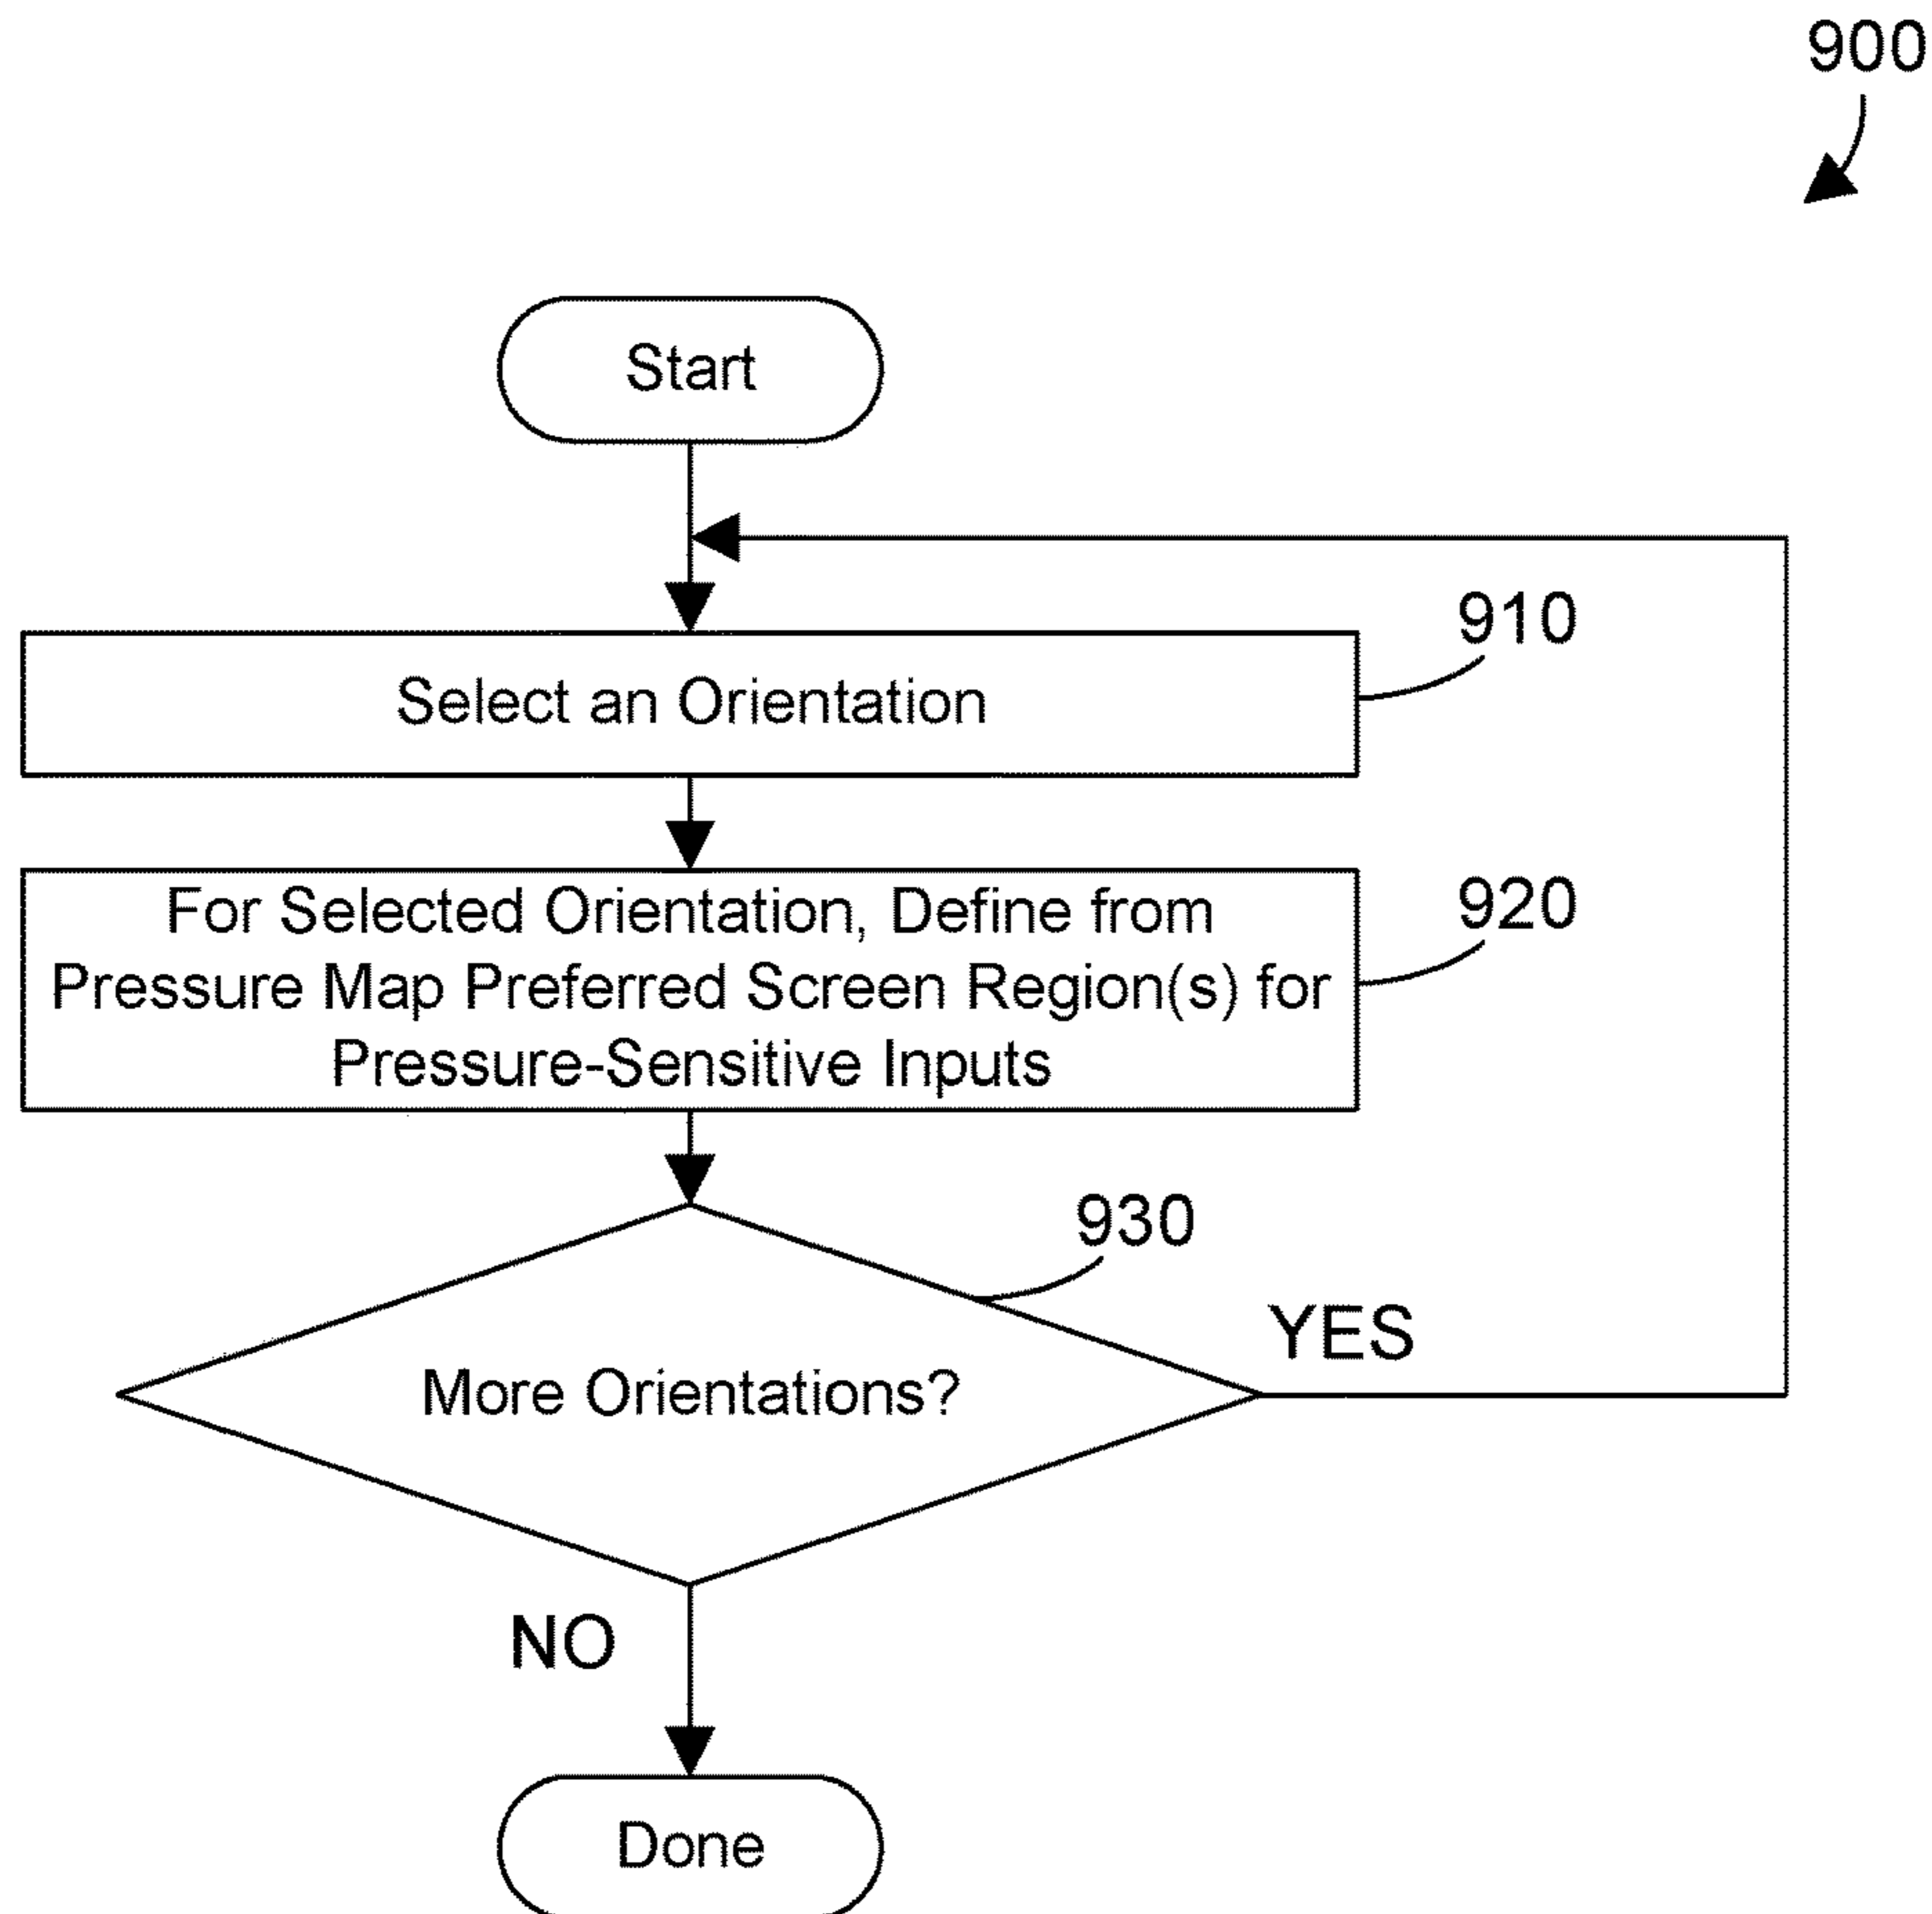 900
Start
910
Select an Orientation
920
For Selected Orientation, Define from
Pressure Map Preferred Screen Region(s) for
Pressure-Sensitive Inputs
930
YES
More Orientations?
NO
Done